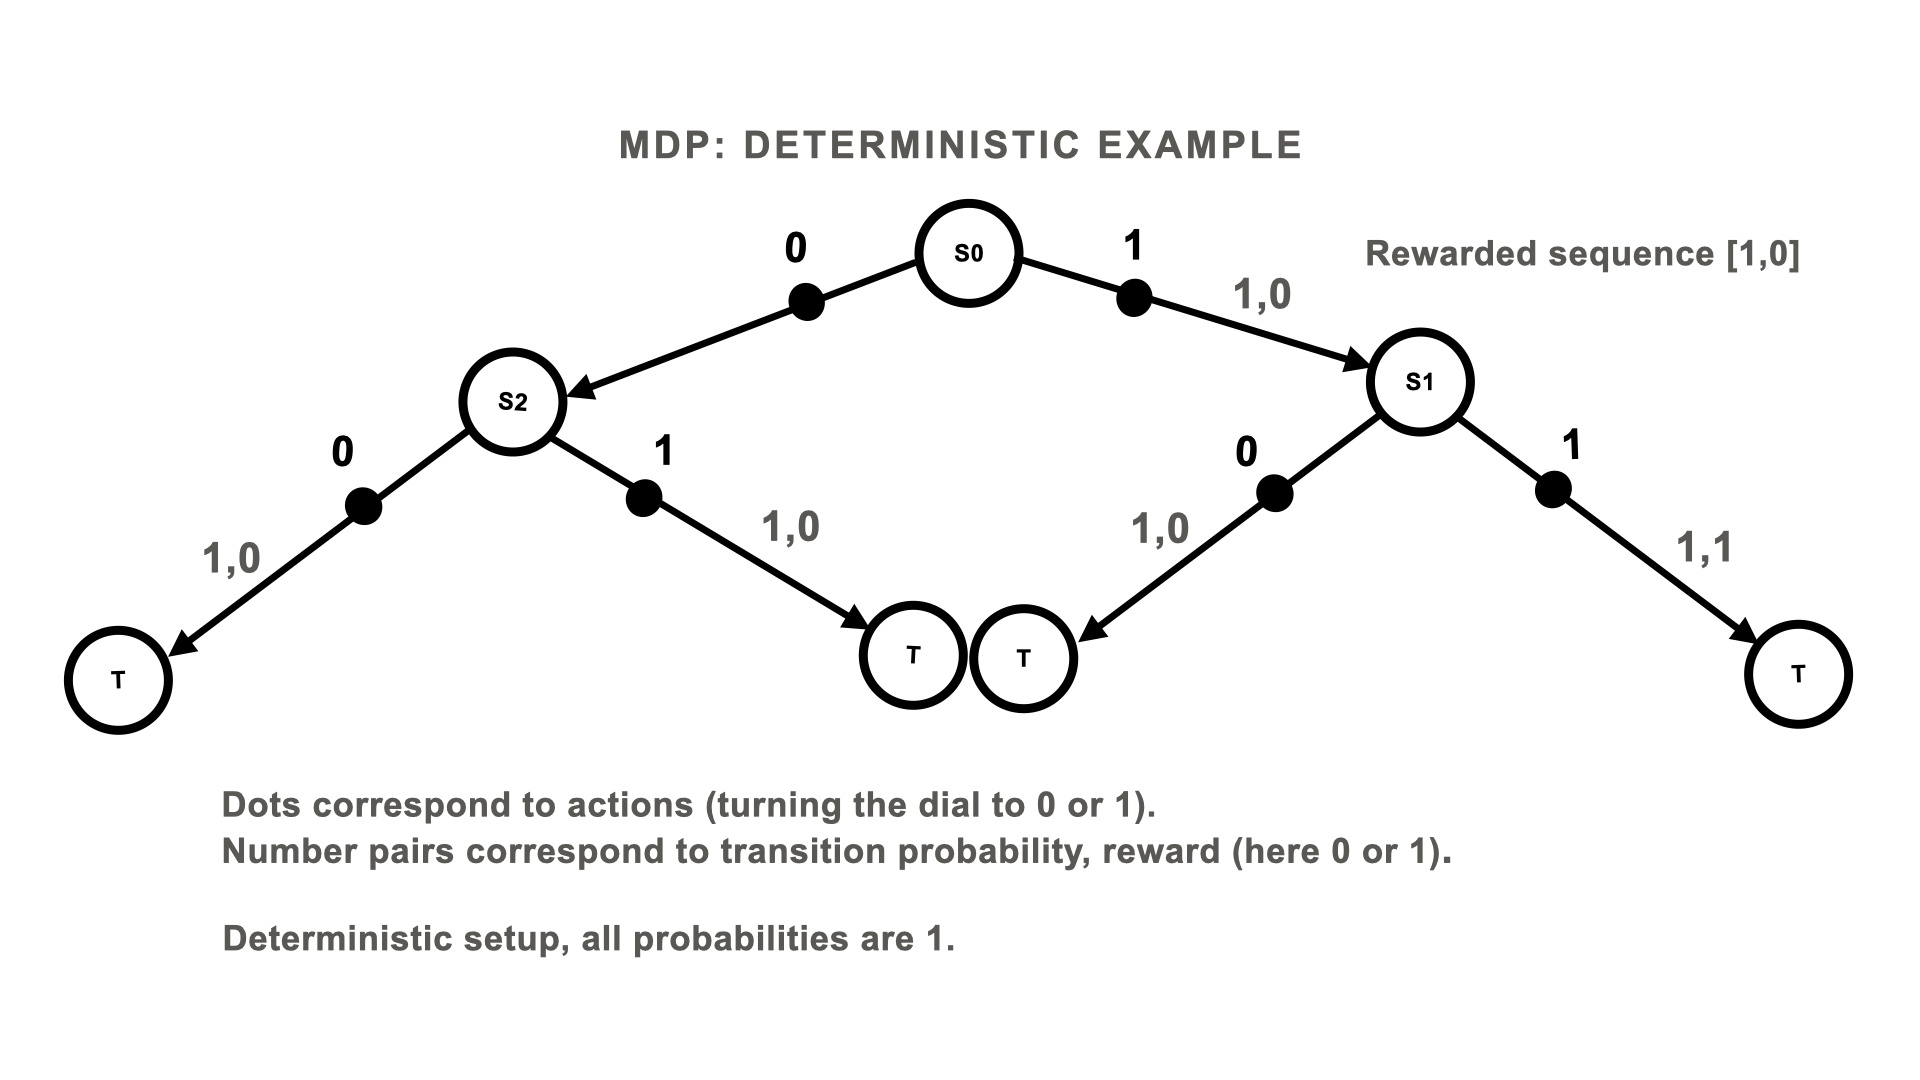 MDP: DETERMINISTIC EXAMPLE
0
S0
1
Rewarded sequence [1,0]
1,0
S2
S1
0
1
0
1
1,0
1,0
1,0
1,1
T
T
T
T
Dots correspond to actions (turning the dial to 0 or 1).
Number pairs correspond to transition probability, reward (here 0 or 1).
Deterministic setup, all probabilities are 1.